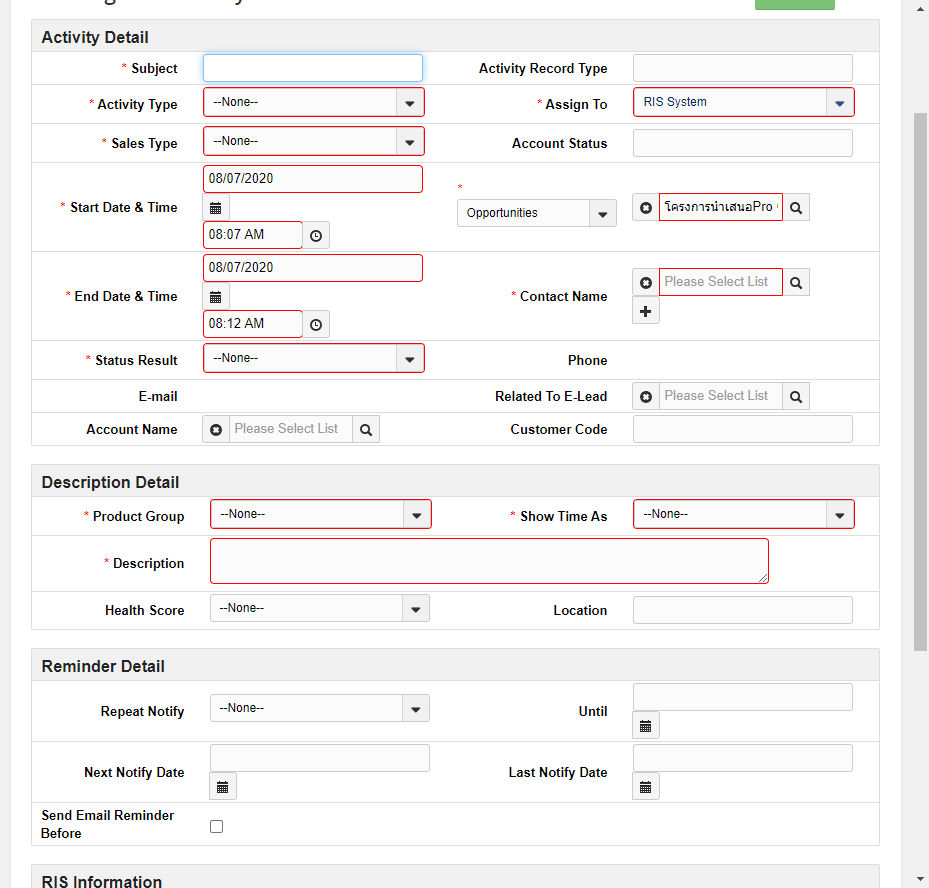 Activity Detail
* Subject
Activity Record Type
* Activity Type --None--
* Assign To RIS System
* Sales Type --None--
Account Status
* Start Date & Time 08/07/2020
08:07 AM
*
Opportunities
โครงการนำเสนอPro
* End Date & Time 08/07/2020
08:12 AM
* Contact Name Please Select List
* Status Result --None--
Phone
E-mail
Related To E-Lead Please Select List
Account Name Please Select List
Customer Code
Description Detail
* Product Group --None--
* Show Time As --None--
* Description
Health Score --None--
Location
Reminder Detail
Repeat Notify --None--
Until
Next Notify Date
Last Notify Date
Send Email Reminder
Before
RIS Information